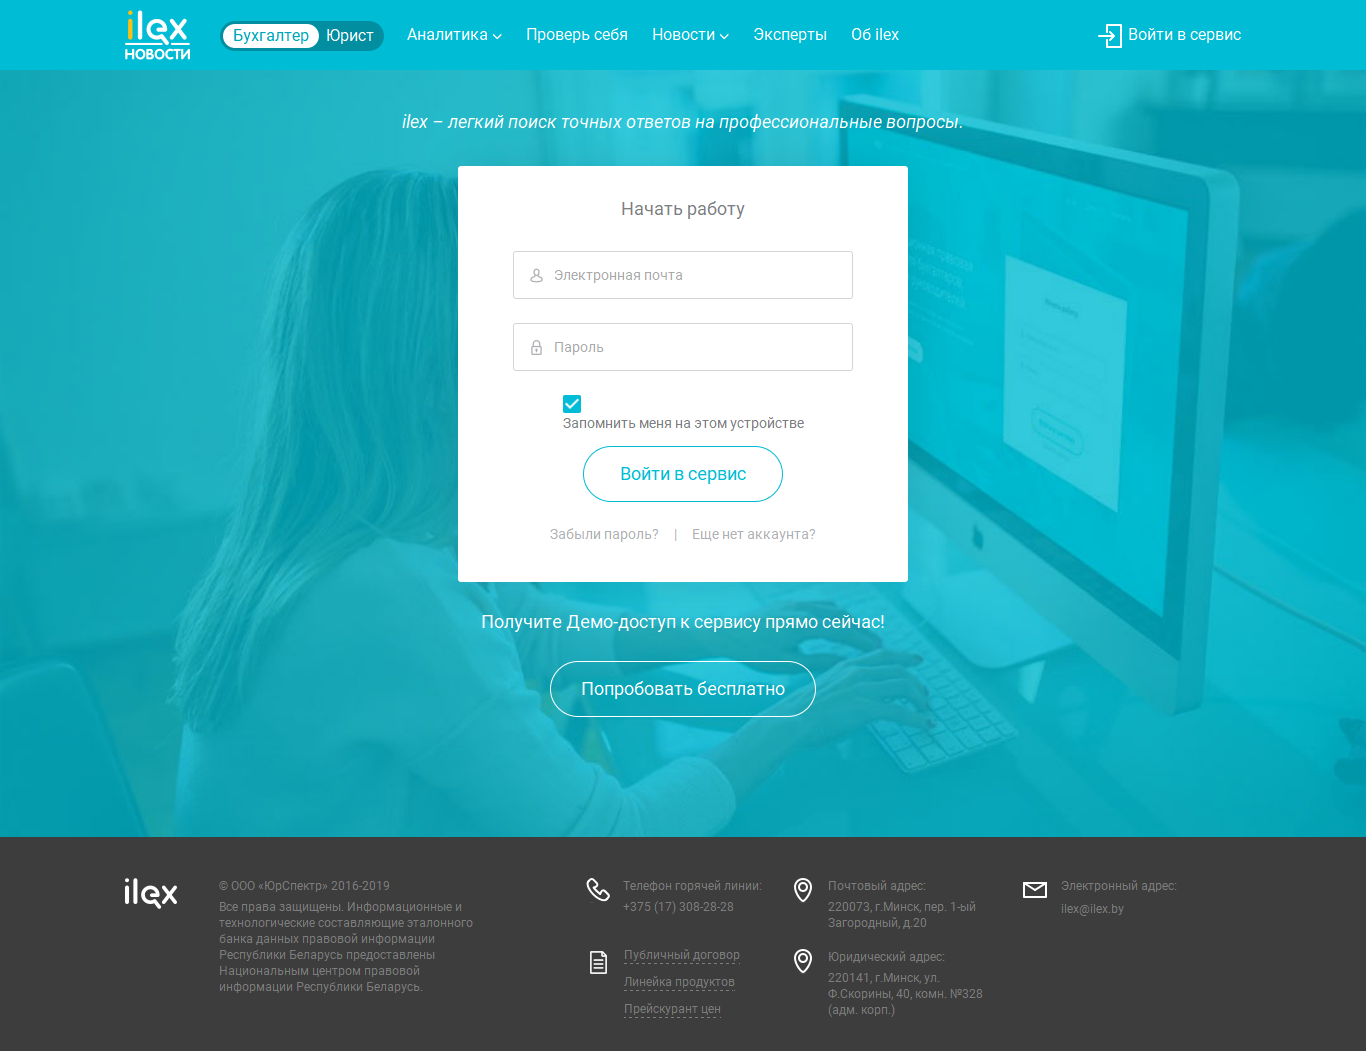 ilex
НОВОСТИ
Бухгалтер Юрист Аналитика Проверь себя Новости Эксперты Об ilex Войти в сервис
ilex – легкий поиск точных ответов на профессиональные вопросы.
Начать работу
Электронная почта
Пароль
Запомнить меня на этом устройстве
Войти в сервис
Забыли пароль? | Еще нет аккаунта?
Получите Демо-доступ к сервису прямо сейчас!
Попробовать бесплатно
ilex
© ООО «ЮрСпектр» 2016-2019
Все права защищены. Информационные и
технологические составляющие эталонного
банка данных правовой информации
Республики Беларусь предоставлены
Национальным центром правовой
информации Республики Беларусь.
Телефон горячей линии:
+375 (17) 308-28-28
Публичный договор
Линейка продуктов
Прейскурант цен
Почтовый адрес:
220073, г.Минск, пер. 1-ый
Загородный, д.20
Юридический адрес:
220141, г.Минск, ул.
Ф.Скорины, 40, комн. №328
(адм. корп.)
Электронный адрес:
ilex@ilex.by